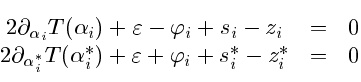 2∂_{α_i}T(α_i) + ε − φ_i + s_i − z_i = 0
2∂_{α_i^*}T(α_i^*) + ε + φ_i + s_i^* − z_i^* = 0